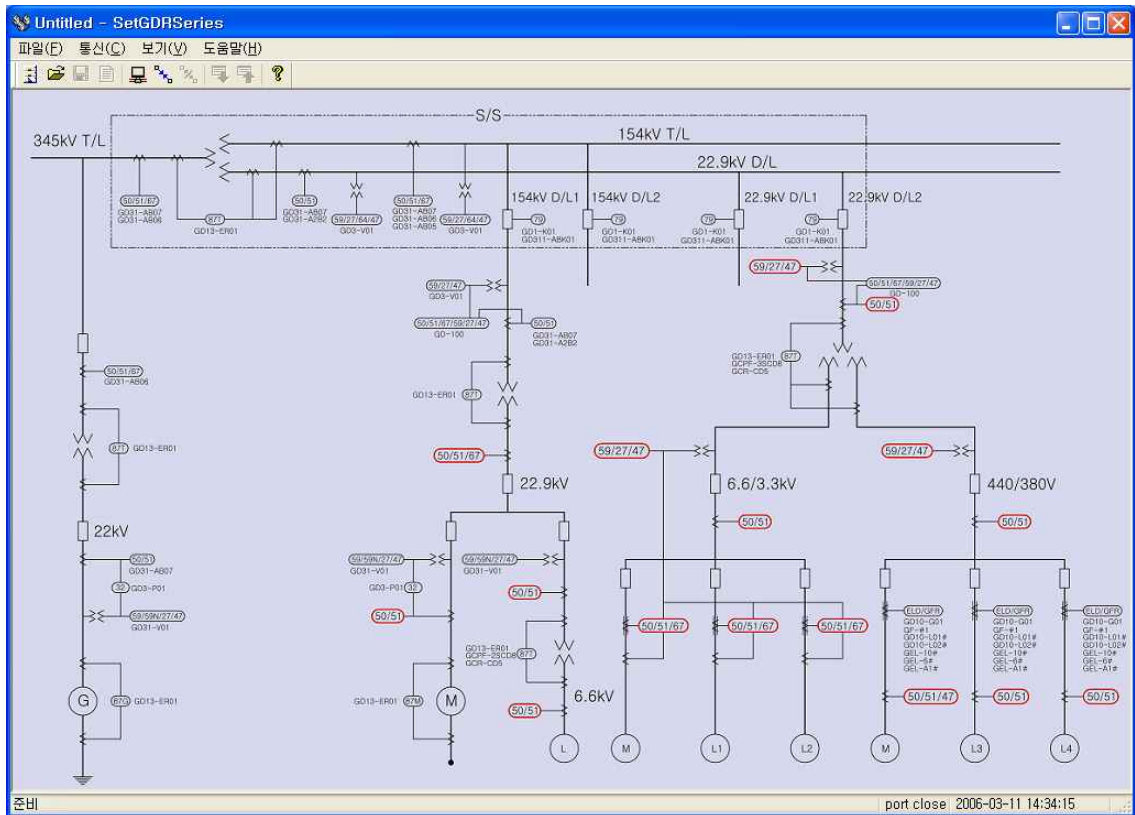 Untitled - SetGDRSeries
파일(F) 통신(C) 보기(V) 도움말(H)
S/S
345kV T/L
154kV T/L
22.9kV D/L
50/51/67
GD31-AB07
GD31-AB06
87T
GD13-ER01
50/51
GD31-AB07
GD31-A2B2
59/27/64/47
GD3-V01
50/51/67
GD31-AB07
GD31-AB06
GD31-AB05
59/27/64/47
GD3-V01
154kV D/L1
79
GD1-K01
GD311-ABK01
154kV D/L2
79
GD1-K01
GD311-ABK01
22.9kV D/L1
79
GD1-K01
GD311-ABK01
22.9kV D/L2
79
GD1-K01
GD311-ABK01
59/27/47
GD3-V01
50/51/67/59/27/47
GD-100
50/51
GD31-AB07
GD31-A2B2
59/27/47
50/51/67/59/27/47
GD-100
50/51
GD13-ER01
GCPF-3SCD8
GCR-CD5
87T
50/51/67
GD31-AB06
GD13-ER01
87T
87T
GD13-ER01
50/51/67
59/27/47
59/27/47
22.9kV
6.6/3.3kV
440/380V
22kV
50/51
50/51
50/51
GD31-AB07
32
GD3-P01
59/59N/27/47
GD31-V01
59/59N/27/47
GD31-V01
59/59N/27/47
GD31-V01
GD3-P01
32
50/51
50/51
50/51/67
50/51/67
50/51/67
ELD/GFR
GD10-G01
GF-#1
GD10-L01#
GD10-L02#
GEL-10#
GEL-6#
GEL-A1#
ELD/GFR
GD10-G01
GF-#1
GD10-L01#
GD10-L02#
GEL-10#
GEL-6#
GEL-A1#
ELD/GFR
GD10-G01
GF-#1
GD10-L01#
GD10-L02#
GEL-10#
GEL-6#
GEL-A1#
GD13-ER01
GCPF-2SCD8
GCR-CD5
87T
G
87G
GD13-ER01
GD13-ER01
87M
M
6.6kV
50/51
50/51/47
50/51
50/51
L
M
L1
L2
M
L3
L4
준비
port close 2006-03-11 14:34:15